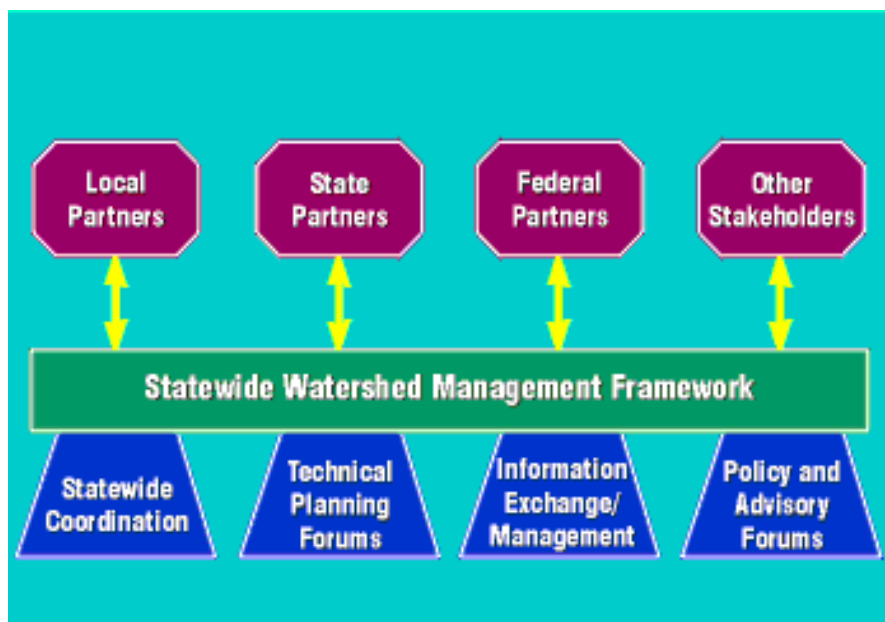 Local
Partners
State
Partners
Federal
Partners
Other
Stakeholders
Statewide Watershed Management Framework
Statewide
Coordination
Technical
Planning
Forums
Information
Exchange/
Management
Policy and
Advisory
Forums